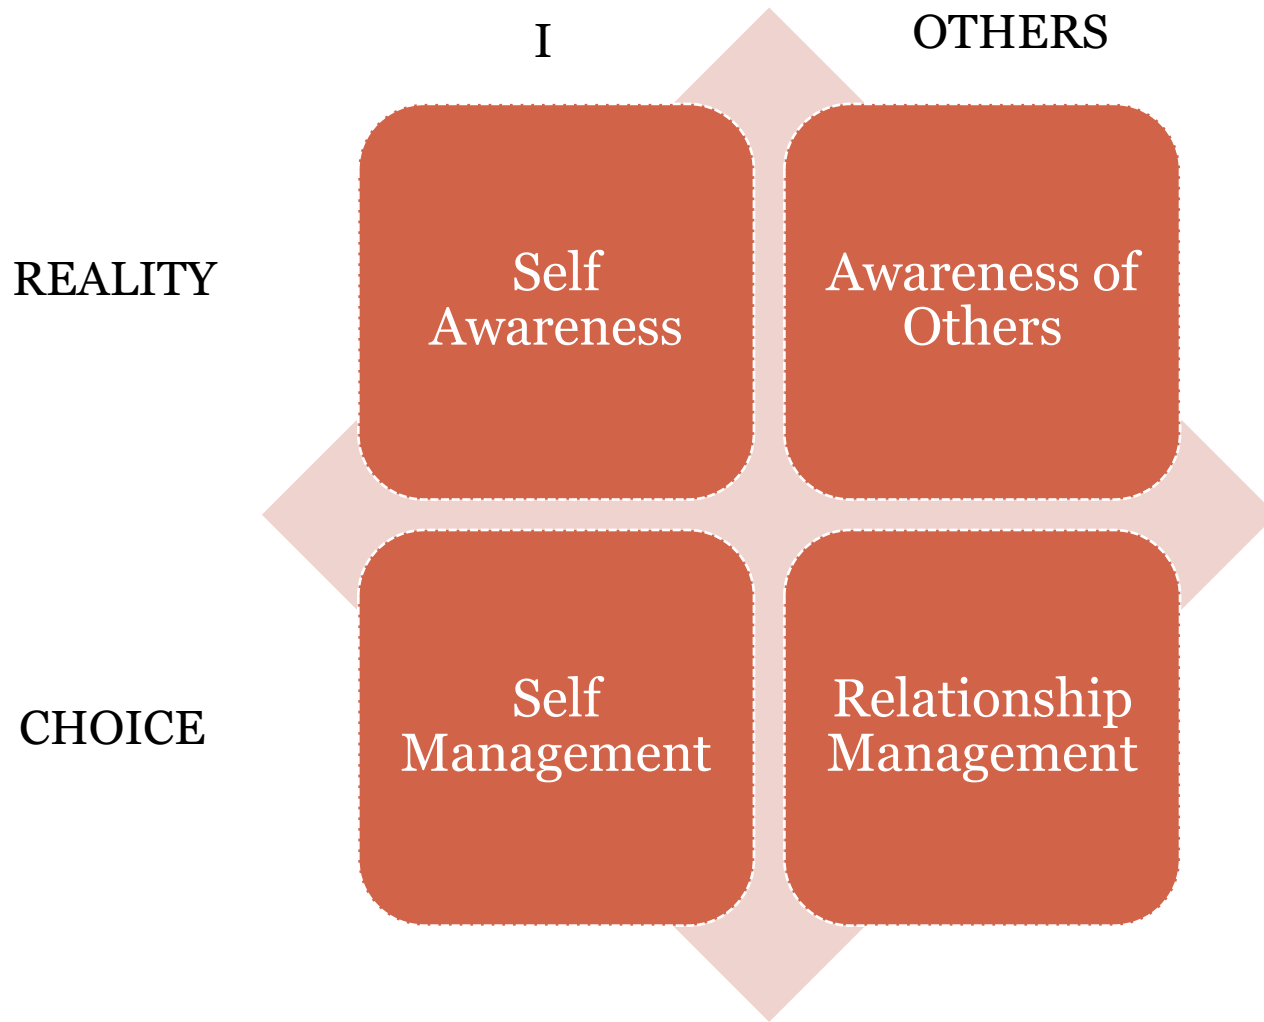 I
OTHERS
REALITY
Self
Awareness
Awareness of
Others
CHOICE
Self
Management
Relationship
Management